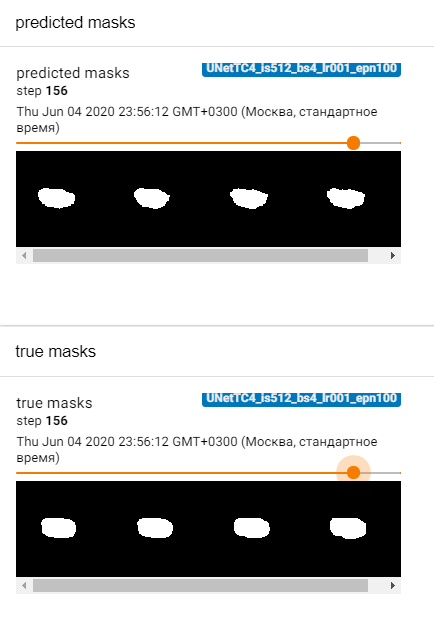 predicted masks
predicted masks
UNetTC4_is512_bs4_lr001_epn100
step 156
Thu Jun 04 2020 23:56:12 GMT+0300 (Москва, стандартное
время)
true masks
true masks
UNetTC4_is512_bs4_lr001_epn100
step 156
Thu Jun 04 2020 23:56:12 GMT+0300 (Москва, стандартное
время)